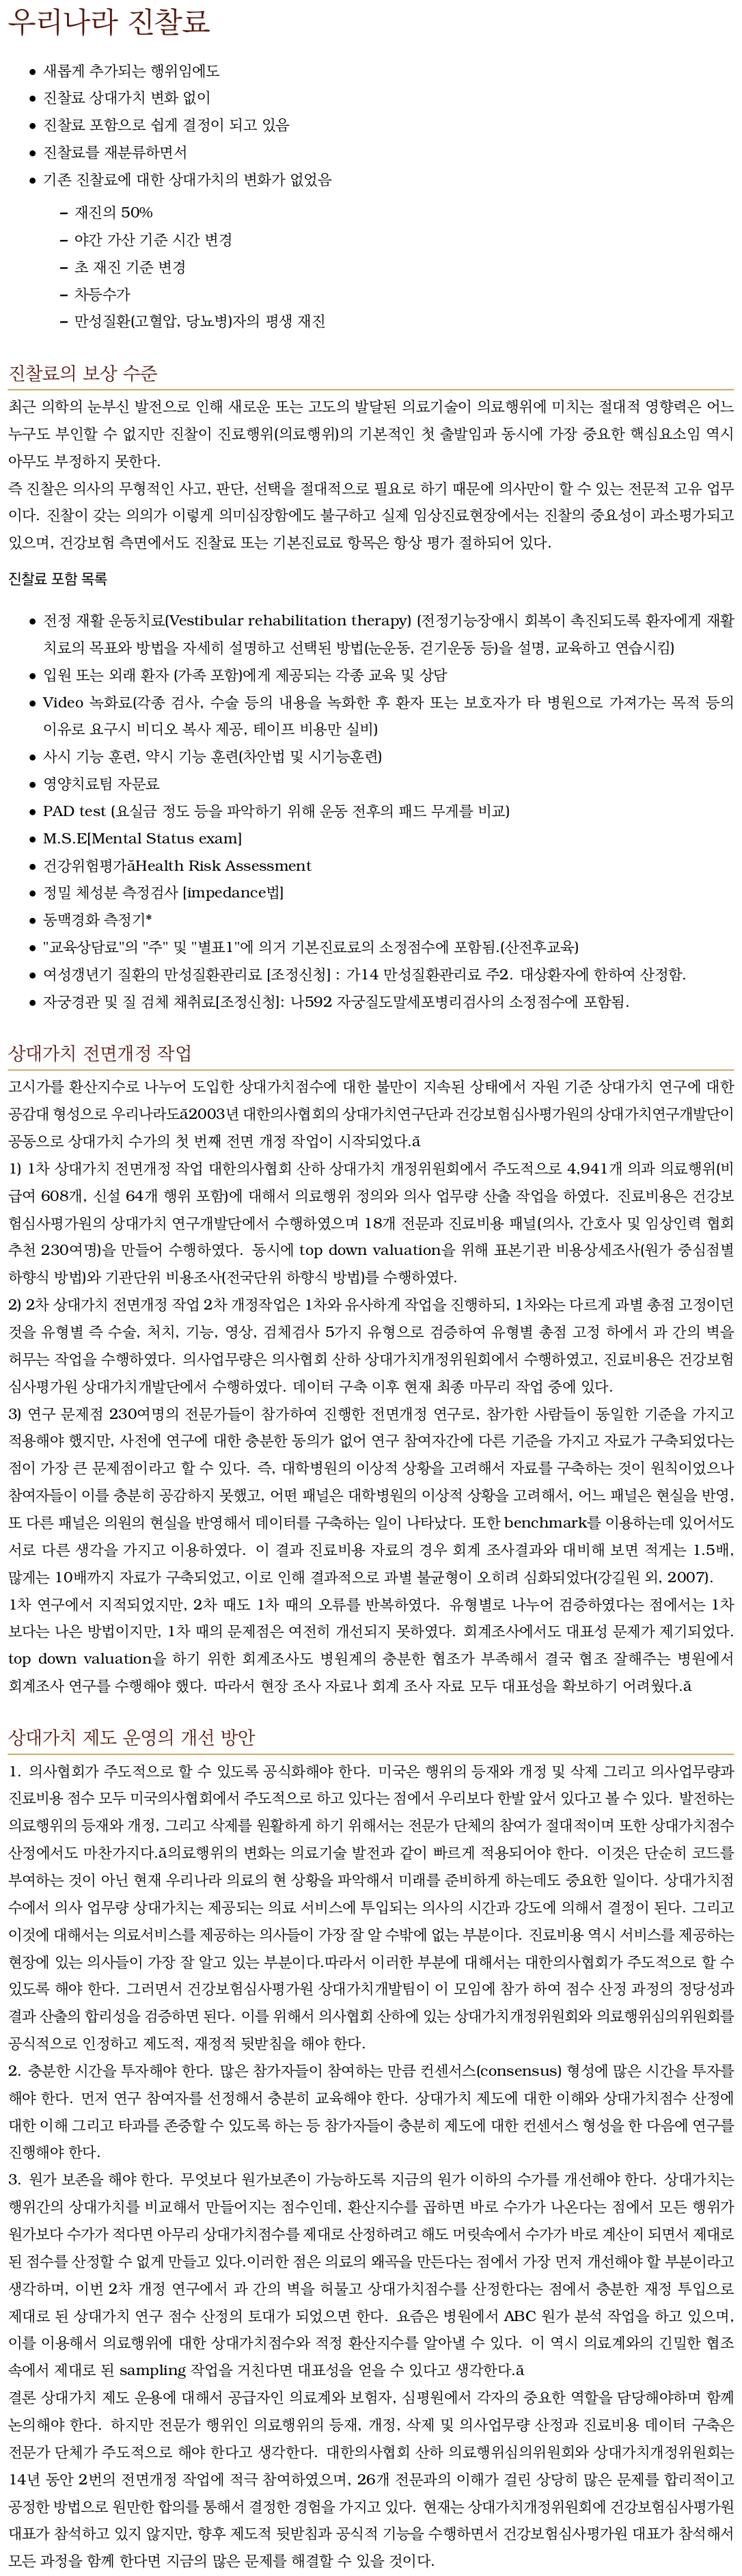 우리나라 진찰료
● 새롭게 추가되는 행위임에도
● 진찰료 상대가치 변화 없이
● 진찰료 포함으로 쉽게 결정이 되고 있음
● 진찰료를 재분류하면서
● 기존 진찰료에 대한 상대가치의 변화가 없었음
– 재진의 50%
– 야간 가산 기준 시간 변경
– 초 재진 기준 변경
– 차등수가
– 만성질환(고혈압, 당뇨병)자의 평생 재진
진찰료의 보상 수준
최근 의학의 눈부신 발전으로 인해 새로운 또는 고도의 발달된 의료기술이 의료행위에 미치는 절대적 영향력은 어느
누구도 부인할 수 없지만 진찰이 진료행위(의료행위)의 기본적인 첫 출발임과 동시에 가장 중요한 핵심요소임 역시
아무도 부정하지 못한다.
즉 진찰은 의사의 무형적인 사고, 판단, 선택을 절대적으로 필요로 하기 때문에 의사만이 할 수 있는 전문적 고유 업무
이다. 진찰이 갖는 의의가 이렇게 의미심장함에도 불구하고 실제 임상진료현장에서는 진찰의 중요성이 과소평가되고
있으며, 건강보험 측면에서도 진찰료 또는 기본진료료 항목은 항상 평가 절하되어 있다.
진찰료 포함 목록
● 전정 재활 운동치료(Vestibular rehabilitation therapy) (전정기능장애시 회복이 촉진되도록 환자에게 재활
치료의 목표와 방법을 자세히 설명하고 선택된 방법(눈운동, 걷기운동 등)을 설명, 교육하고 연습시킴)
● 입원 또는 외래 환자 (가족 포함)에게 제공되는 각종 교육 및 상담
● Video 녹화료(각종 검사, 수술 등의 내용을 녹화한 후 환자 또는 보호자가 타 병원으로 가져가는 목적 등의
이유로 요구시 비디오 복사 제공, 테이프 비용만 실비)
● 사시 기능 훈련, 약시 기능 훈련(차안법 및 시기능훈련)
● 영양치료팀 자문료
● PAD test (요실금 정도 등을 파악하기 위해 운동 전후의 패드 무게를 비교)
● M.S.E[Mental Status exam]
● 건강위험평가ăHealth Risk Assessment
● 정밀 체성분 측정검사 [impedance법]
● 동맥경화 측정기*
● "교육상담료"의 "주" 및 "별표1"에 의거 기본진료료의 소정점수에 포함됨.(산전후교육)
● 여성갱년기 질환의 만성질환관리료 [조정신청] : 가14 만성질환관리료 주2. 대상환자에 한하여 산정함.
● 자궁경관 및 질 검체 채취료[조정신청]: 나592 자궁질도말세포병리검사의 소정점수에 포함됨.
상대가치 전면개정 작업
고시가를 환산지수로 나누어 도입한 상대가치점수에 대한 불만이 지속된 상태에서 자원 기준 상대가치 연구에 대한
공감대 형성으로 우리나라도ă2003년 대한의사협회의 상대가치연구단과 건강보험심사평가원의 상대가치연구개발단이
공동으로 상대가치 수가의 첫 번째 전면 개정 작업이 시작되었다.ă
1) 1차 상대가치 전면개정 작업 대한의사협회 산하 상대가치 개정위원회에서 주도적으로 4,941개 의과 의료행위(비
급여 608개, 신설 64개 행위 포함)에 대해서 의료행위 정의와 의사 업무량 산출 작업을 하였다. 진료비용은 건강보
험심사평가원의 상대가치 연구개발단에서 수행하였으며 18개 전문과 진료비용 패널(의사, 간호사 및 임상인력 협회
추천 230여명)을 만들어 수행하였다. 동시에 top down valuation을 위해 표본기관 비용상세조사(원가 중심점별
하향식 방법)와 기관단위 비용조사(전국단위 하향식 방법)를 수행하였다.
2) 2차 상대가치 전면개정 작업 2차 개정작업은 1차와 유사하게 작업을 진행하되, 1차와는 다르게 과별 총점 고정이던
것을 유형별 즉 수술, 처치, 기능, 영상, 검체검사 5가지 유형으로 검증하여 유형별 총점 고정 하에서 과 간의 벽을
허무는 작업을 수행하였다. 의사업무량은 의사협회 산하 상대가치개정위원회에서 수행하였고, 진료비용은 건강보험
심사평가원 상대가치개발단에서 수행하였다. 데이터 구축 이후 현재 최종 마무리 작업 중에 있다.
3) 연구 문제점 230여명의 전문가들이 참가하여 진행한 전면개정 연구로, 참가한 사람들이 동일한 기준을 가지고
적용해야 했지만, 사전에 연구에 대한 충분한 동의가 없어 연구 참여자간에 다른 기준을 가지고 자료가 구축되었다는
점이 가장 큰 문제점이라고 할 수 있다. 즉, 대학병원의 이상적 상황을 고려해서 자료를 구축하는 것이 원칙이었으나
참여자들이 이를 충분히 공감하지 못했고, 어떤 패널은 대학병원의 이상적 상황을 고려해서, 어느 패널은 현실을 반영,
또 다른 패널은 의원의 현실을 반영해서 데이터를 구축하는 일이 나타났다. 또한 benchmark를 이용하는데 있어서도
서로 다른 생각을 가지고 이용하였다. 이 결과 진료비용 자료의 경우 회계 조사결과와 대비해 보면 적게는 1.5배,
많게는 10배까지 자료가 구축되었고, 이로 인해 결과적으로 과별 불균형이 오히려 심화되었다(강길원 외, 2007).
1차 연구에서 지적되었지만, 2차 때도 1차 때의 오류를 반복하였다. 유형별로 나누어 검증하였다는 점에서는 1차
보다는 나은 방법이지만, 1차 때의 문제점은 여전히 개선되지 못하였다. 회계조사에서도 대표성 문제가 제기되었다.
top down valuation을 하기 위한 회계조사도 병원계의 충분한 협조가 부족해서 결국 협조 잘해주는 병원에서
회계조사 연구를 수행해야 했다. 따라서 현장 조사 자료나 회계 조사 자료 모두 대표성을 확보하기 어려웠다.ă
상대가치 제도 운영의 개선 방안
1. 의사협회가 주도적으로 할 수 있도록 공식화해야 한다. 미국은 행위의 등재와 개정 및 삭제 그리고 의사업무량과
진료비용 점수 모두 미국의사협회에서 주도적으로 하고 있다는 점에서 우리보다 한발 앞서 있다고 볼 수 있다. 발전하는
의료행위의 등재와 개정, 그리고 삭제를 원활하게 하기 위해서는 전문가 단체의 참여가 절대적이며 또한 상대가치점수
산정에서도 마찬가지다.ă의료행위의 변화는 의료기술 발전과 같이 빠르게 적용되어야 한다. 이것은 단순히 코드를
부여하는 것이 아닌 현재 우리나라 의료의 현 상황을 파악해서 미래를 준비하게 하는데도 중요한 일이다. 상대가치점
수에서 의사 업무량 상대가치는 제공되는 의료 서비스에 투입되는 의사의 시간과 강도에 의해서 결정이 된다. 그리고
이것에 대해서는 의료서비스를 제공하는 의사들이 가장 잘 알 수밖에 없는 부분이다. 진료비용 역시 서비스를 제공하는
현장에 있는 의사들이 가장 잘 알고 있는 부분이다.따라서 이러한 부분에 대해서는 대한의사협회가 주도적으로 할 수
있도록 해야 한다. 그러면서 건강보험심사평가원 상대가치개발팀이 이 모임에 참가 하여 점수 산정 과정의 정당성과
결과 산출의 합리성을 검증하면 된다. 이를 위해서 의사협회 산하에 있는 상대가치개정위원회와 의료행위심의위원회를
공식적으로 인정하고 제도적, 재정적 뒷받침을 해야 한다.
2. 충분한 시간을 투자해야 한다. 많은 참가자들이 참여하는 만큼 컨센서스(consensus) 형성에 많은 시간을 투자를
해야 한다. 먼저 연구 참여자를 선정해서 충분히 교육해야 한다. 상대가치 제도에 대한 이해와 상대가치점수 산정에
대한 이해 그리고 타과를 존중할 수 있도록 하는 등 참가자들이 충분히 제도에 대한 컨센서스 형성을 한 다음에 연구를
진행해야 한다.
3. 원가 보존을 해야 한다. 무엇보다 원가보존이 가능하도록 지금의 원가 이하의 수가를 개선해야 한다. 상대가치는
행위간의 상대가치를 비교해서 만들어지는 점수인데, 환산지수를 곱하면 바로 수가가 나온다는 점에서 모든 행위가
원가보다 수가가 적다면 아무리 상대가치점수를 제대로 산정하려고 해도 머릿속에서 수가가 바로 계산이 되면서 제대로
된 점수를 산정할 수 없게 만들고 있다.이러한 점은 의료의 왜곡을 만든다는 점에서 가장 먼저 개선해야 할 부분이라고
생각하며, 이번 2차 개정 연구에서 과 간의 벽을 허물고 상대가치점수를 산정한다는 점에서 충분한 재정 투입으로
제대로 된 상대가치 연구 점수 산정의 토대가 되었으면 한다. 요즘은 병원에서 ABC 원가 분석 작업을 하고 있으며,
이를 이용해서 의료행위에 대한 상대가치점수와 적정 환산지수를 알아낼 수 있다. 이 역시 의료계와의 긴밀한 협조
속에서 제대로 된 sampling 작업을 거친다면 대표성을 얻을 수 있다고 생각한다.ă
결론 상대가치 제도 운용에 대해서 공급자인 의료계와 보험자, 심평원에서 각자의 중요한 역할을 담당해야하며 함께
논의해야 한다. 하지만 전문가 행위인 의료행위의 등재, 개정, 삭제 및 의사업무량 산정과 진료비용 데이터 구축은
전문가 단체가 주도적으로 해야 한다고 생각한다. 대한의사협회 산하 의료행위심의위원회와 상대가치개정위원회는
14년 동안 2번의 전면개정 작업에 적극 참여하였으며, 26개 전문과의 이해가 걸린 상당히 많은 문제를 합리적이고
공정한 방법으로 원만한 합의를 통해서 결정한 경험을 가지고 있다. 현재는 상대가치개정위원회에 건강보험심사평가원
대표가 참석하고 있지 않지만, 향후 제도적 뒷받침과 공식적 기능을 수행하면서 건강보험심사평가원 대표가 참석해서
모든 과정을 함께 한다면 지금의 많은 문제를 해결할 수 있을 것이다.